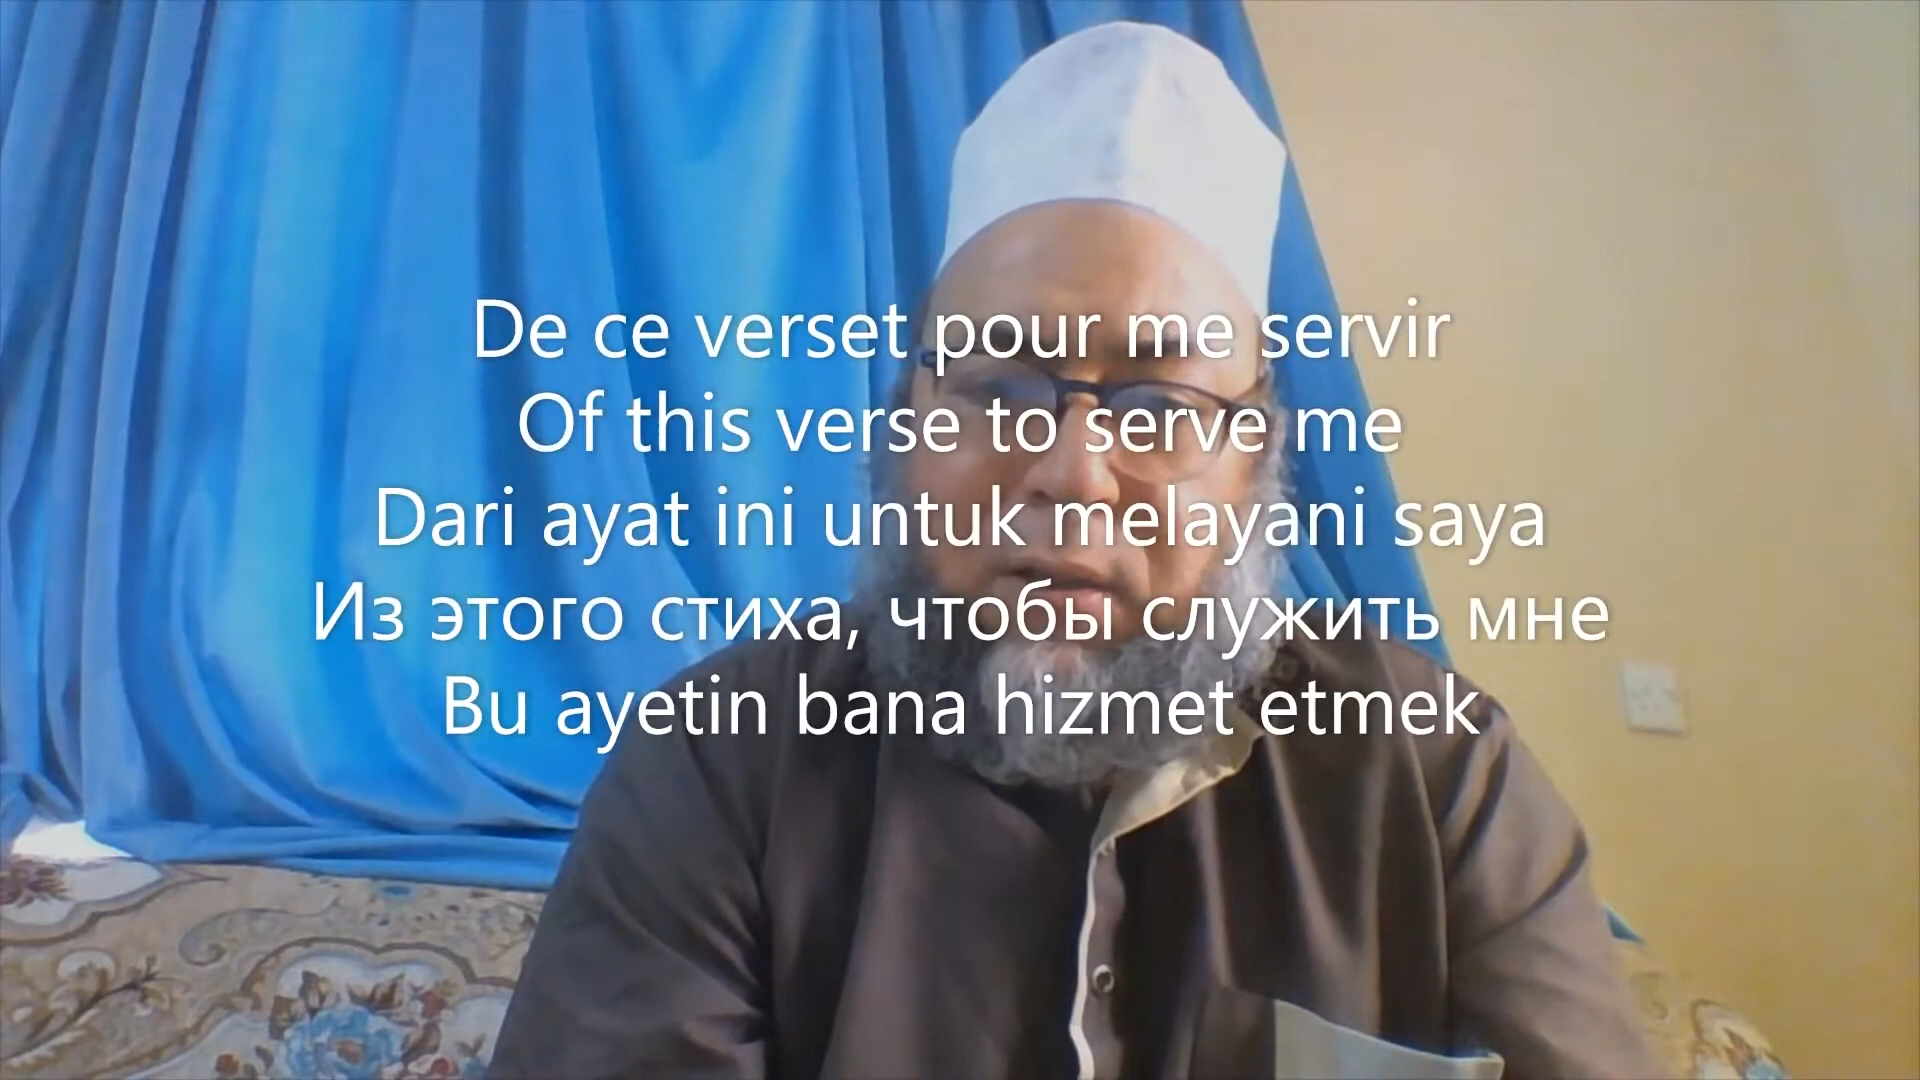 De ce verset pour me servir
Of this verse to serve me
Dari ayat ini untuk melayani saya
Из этого стиха, чтобы служить мне
Bu ayetin bana hizmet etmek